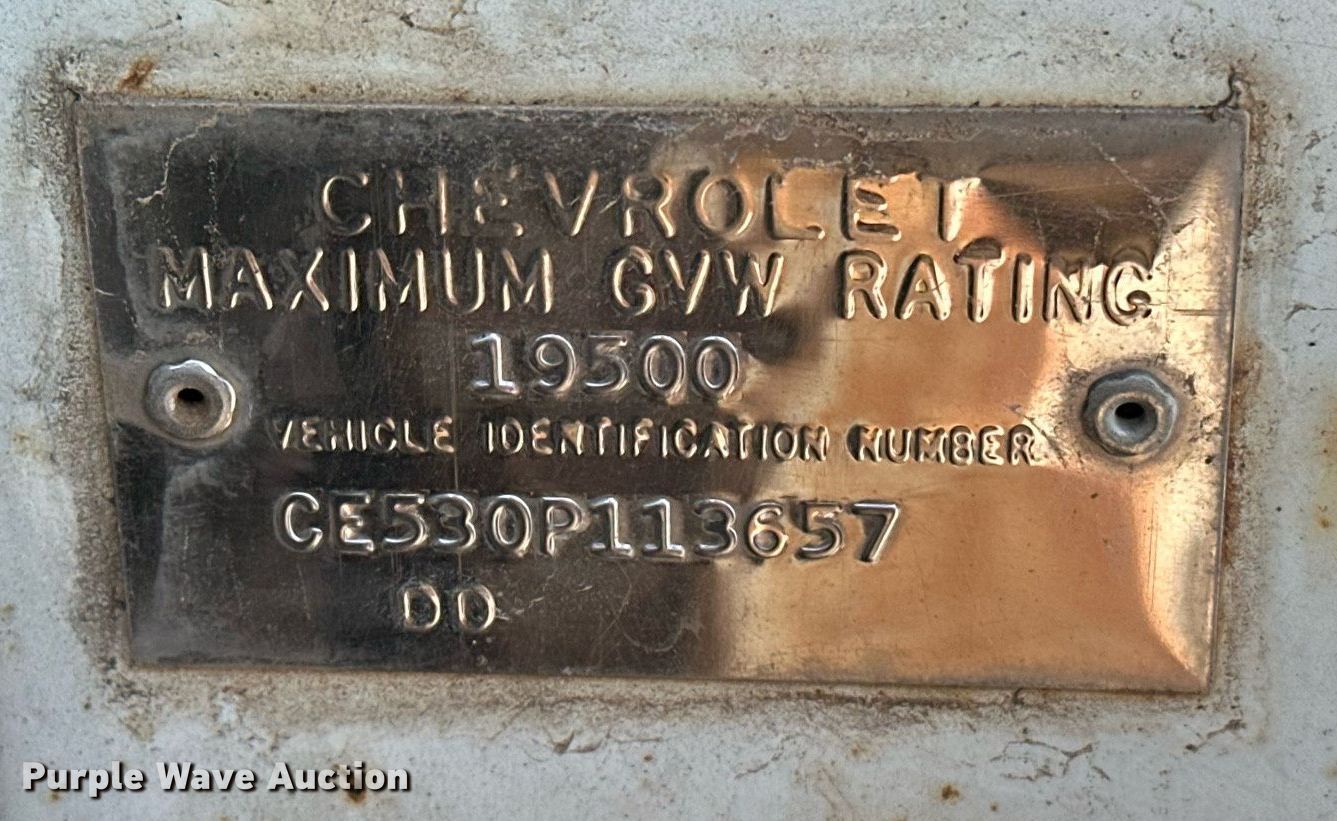 CHEVROLET
MAXIMUM GVW RATING
19500
VEHICLE IDENTIFICATION NUMBER
CE530P113657
DD
Purple Wave Auction